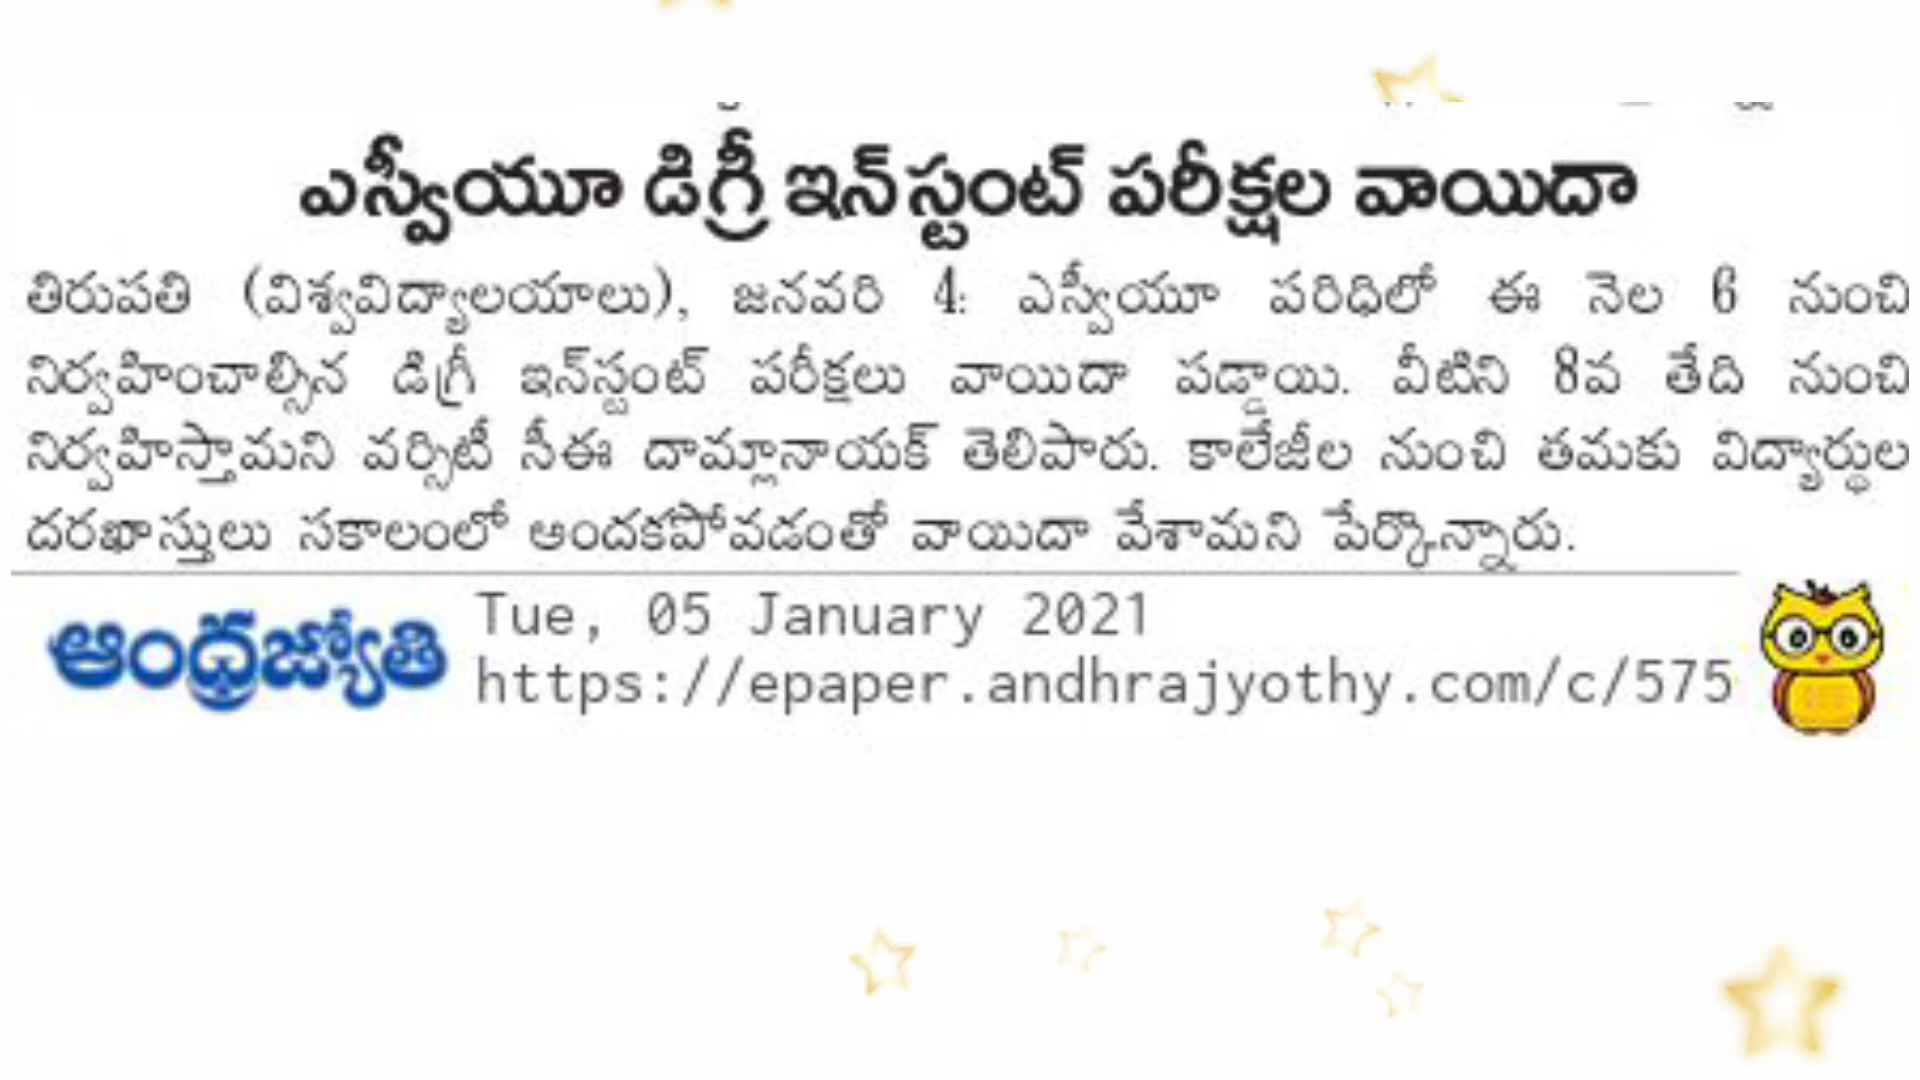 ఎస్వీయూ డిగ్రీ ఇన్‌స్టంట్ పరీక్షల వాయిదా
తిరుపతి (విశ్వవిద్యాలయాలు), జనవరి 4: ఎస్వీయూ పరిధిలో ఈ నెల 6 నుంచి
నిర్వహించాల్సిన డిగ్రీ ఇన్‌స్టంట్ పరీక్షలు వాయిదా పడ్డాయి. వీటిని 8వ తేది నుంచి
నిర్వహిస్తామని వర్సిటీ సీఈ దామ్లానాయక్ తెలిపారు. కాలేజీల నుంచి తమకు విద్యార్థుల
దరఖాస్తులు సకాలంలో ఆందకపోవడంతో వాయిదా వేశామని పేర్కొన్నారు.
ఆంధ్రజ్యోతి
Tue, 05 January 2021
https://epaper.andhrajyothy.com/c/575